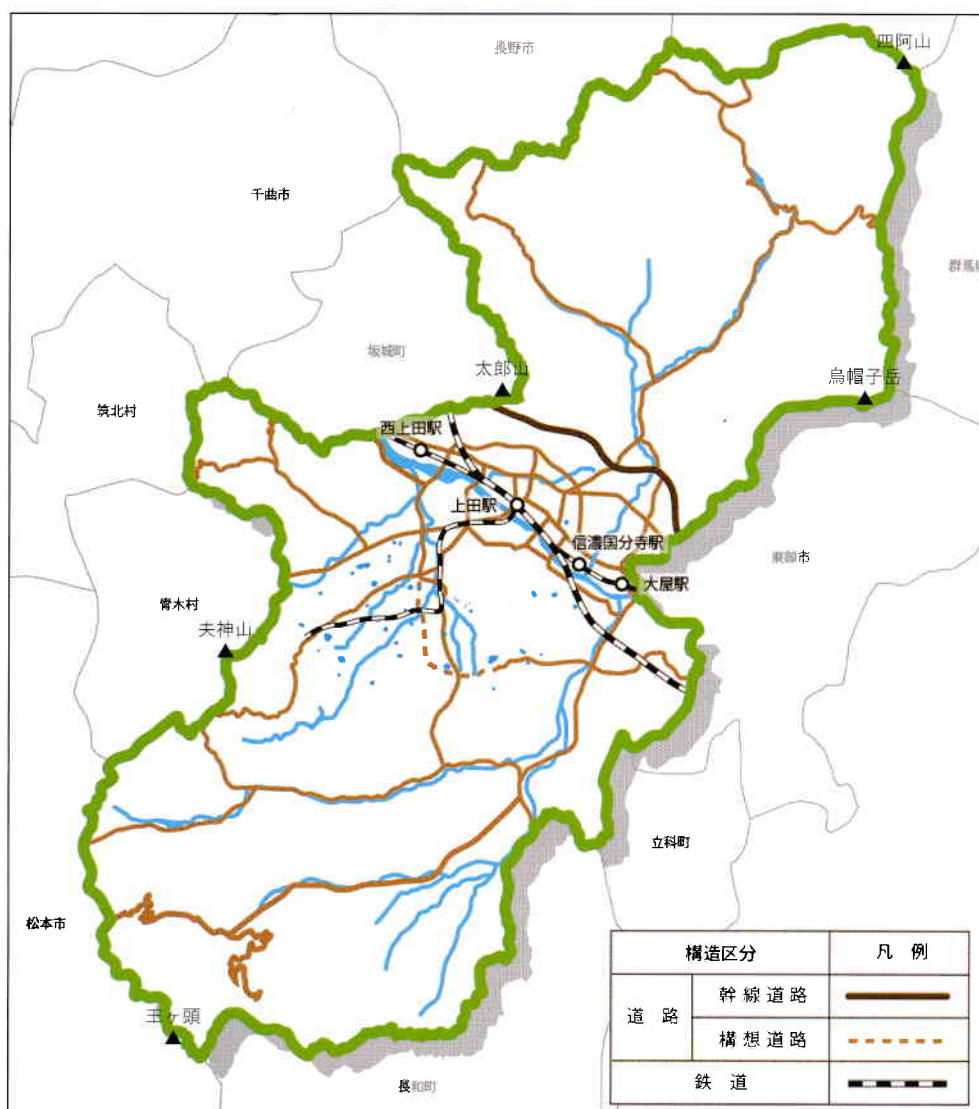 長野市
四阿山
千曲市
群馬県
坂城町
太郎山
烏帽子岳
筑北村
西上田駅
上田駅
信濃国分寺駅
東御市
大屋駅
青木村
夫神山
立科町
松本市
王ヶ頭
長和町
構造区分
凡例
道路
幹線道路
構想道路
鉄道